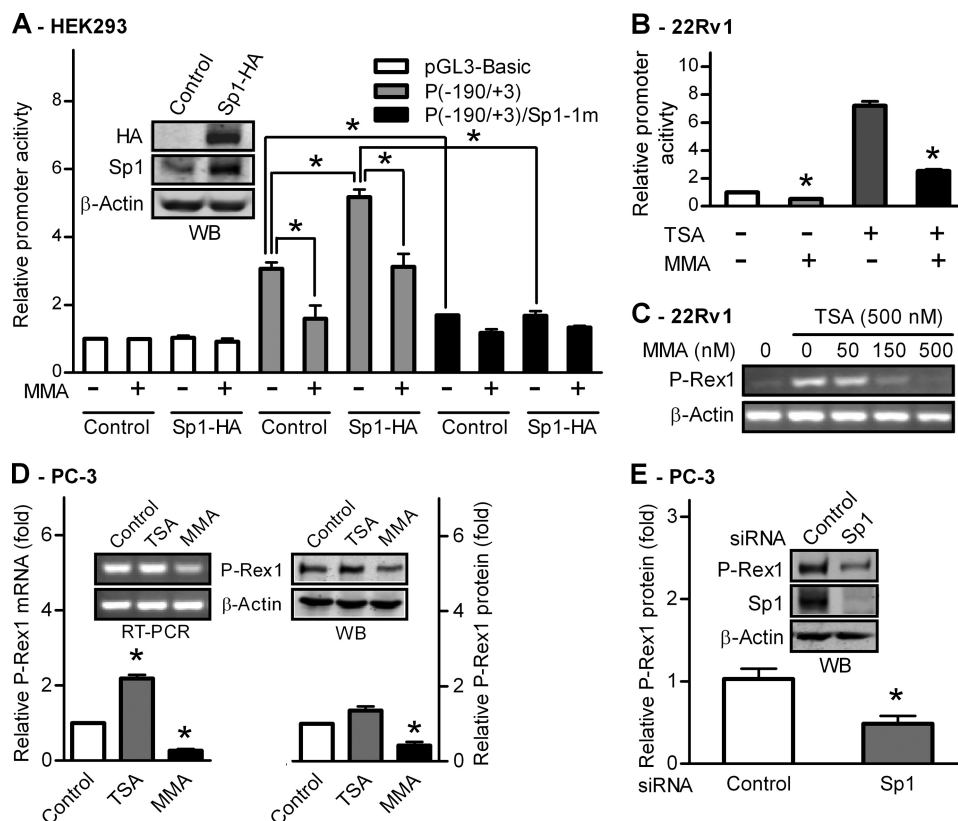 A - HEK293
Relative promoter acitivity
8
6
4
2
0
Control
Sp1-HA
HA
Sp1
β-Actin
WB
pGL3-Basic
P(-190/+3)
P(-190/+3)/Sp1-1m
* * * * * *
MMA - + - + - + - + - + - +
Control Sp1-HA Control Sp1-HA Control Sp1-HA
B - 22Rv1
Relative promoter
acitivity
10
8
6
4
2
0
* *
TSA - - + +
MMA - + - +
C - 22Rv1
TSA (500 nM)
MMA (nM) 0 0 50 150 500
P-Rex1
β-Actin
D - PC-3
Relative P-Rex1 mRNA (fold)
6
4
2
0
Control TSA MMA
RT-PCR
* *
Control TSA MMA
P-Rex1
β-Actin
Control TSA MMA
WB
*
Control TSA MMA
6
4
2
0
Relative P-Rex1 protein (fold)
E - PC-3
Relative P-Rex1 protein (fold)
3
2
1
0
siRNA Control Sp1
P-Rex1
Sp1
β-Actin
WB
*
siRNA Control Sp1